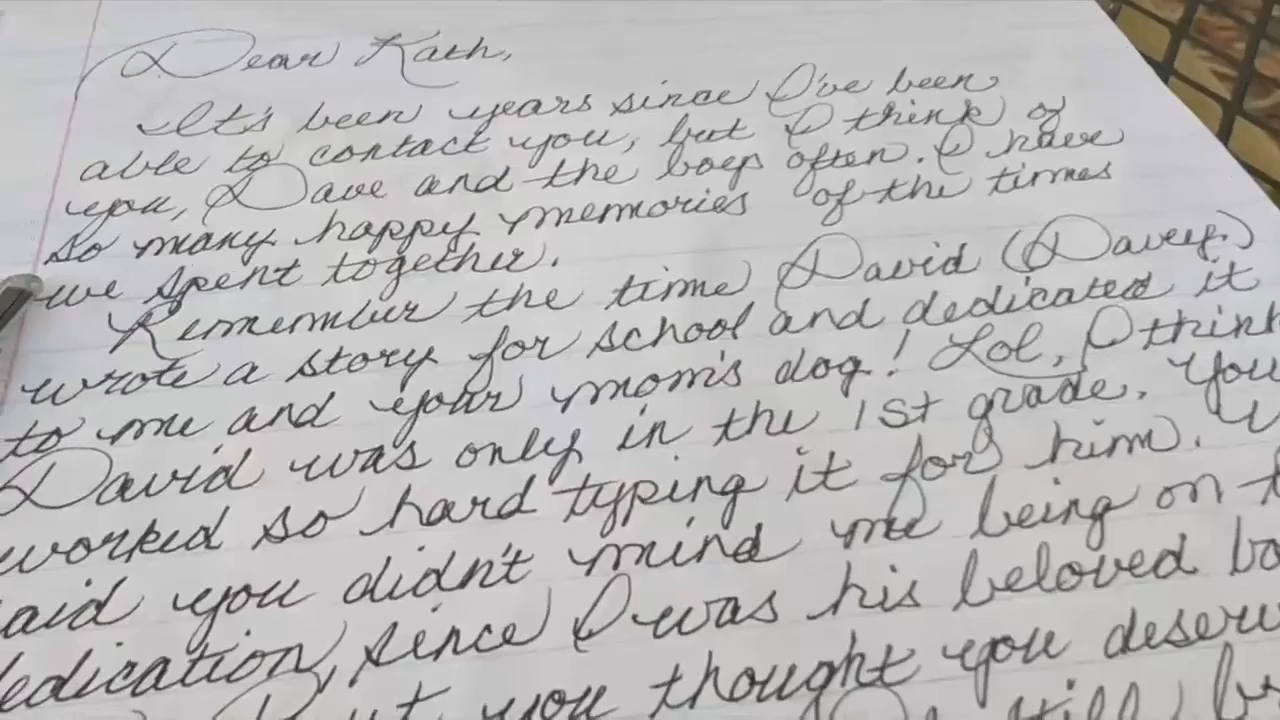 Dear Kath,
It's been years since I've been
able to contact you, but I think of
you, Dave and the boys often. I have
so many happy memories of the times
we spent together.
Remember the time David (Davey)
wrote a story for school and dedicated it
to me and your mom's dog! Lol, I think
David was only in the 1st grade. You
worked so hard typing it for him.
said you didn't mind me being on
dedication, since I was his beloved
But you thought you
still